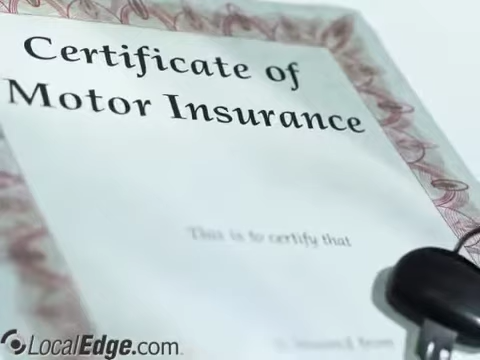 Certificate of
Motor Insurance
This is to certify that
LocalEdge.com